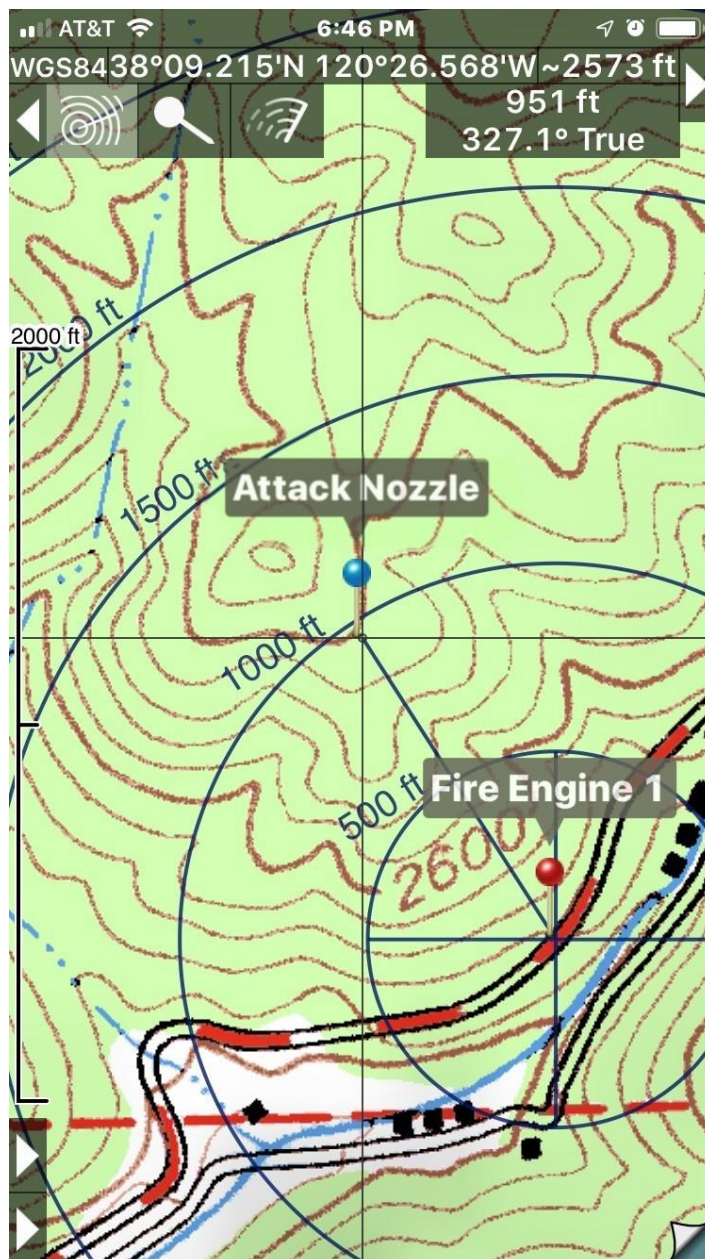 AT&T 6:46 PM
WGS84 38°09.215'N 120°26.568'W ~2573 ft
951 ft
327.1° True
2000 ft
2000 ft
1500 ft
Attack Nozzle
1000 ft
500 ft
Fire Engine 1
2600